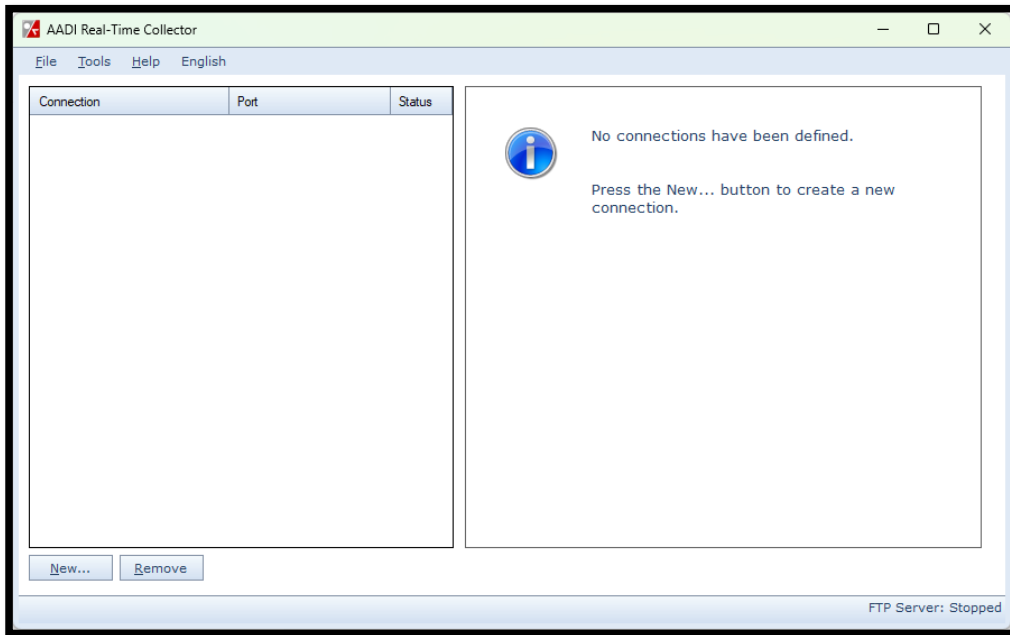 AADI Real-Time Collector
File Tools Help English
Connection Port Status
No connections have been defined.
Press the New... button to create a new
connection.
New... Remove
FTP Server: Stopped